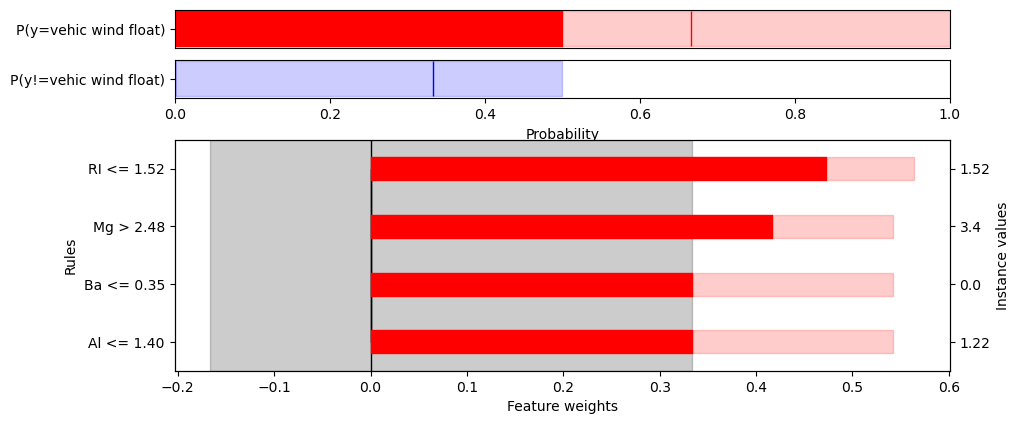 P(y=vehic wind float)
P(y!=vehic wind float)
0.0 0.2 0.4 0.6 0.8 1.0
Probability
RI <= 1.52 1.52
Mg > 2.48 3.4
Ba <= 0.35 0.0
Al <= 1.40 1.22
Rules
Instance values
−0.2 −0.1 0.0 0.1 0.2 0.3 0.4 0.5 0.6
Feature weights